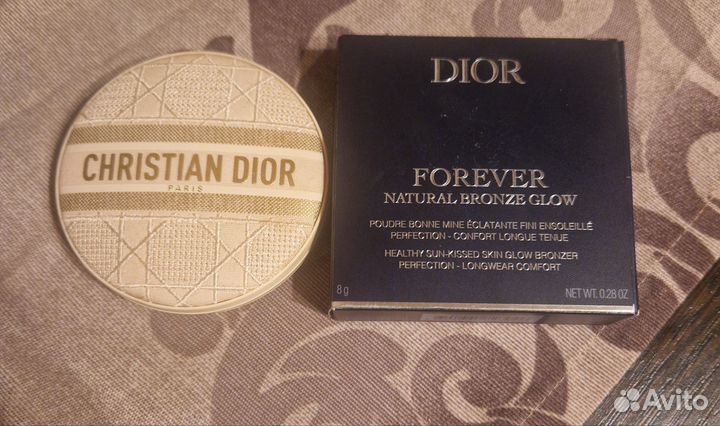 CHRISTIAN DIOR
PARIS
DIOR
FOREVER
NATURAL BRONZE GLOW
POUDRE BONNE MINE ÉCLATANTE FINI ENSOLEILLÉ
PERFECTION - CONFORT LONGUE TENUE
HEALTHY SUN-KISSED SKIN GLOW BRONZER
PERFECTION - LONGWEAR COMFORT
8 g
NET WT. 0.28 OZ
Avito